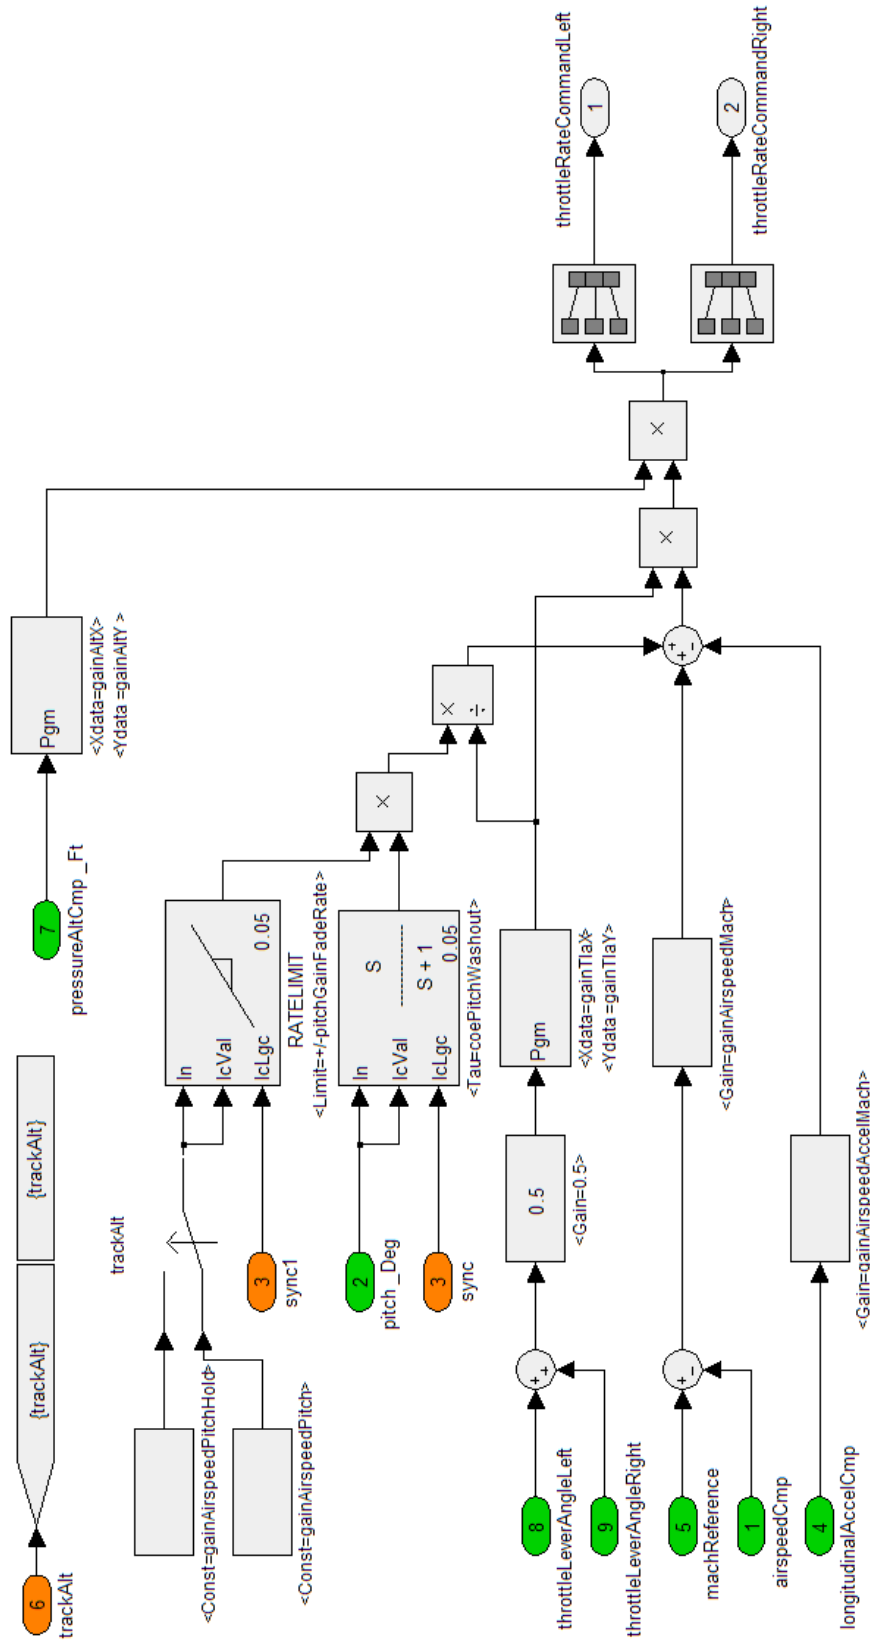 6
trackAlt
{trackAlt}
{trackAlt}
7
pressureAltCmp _Ft
Pgm
<Xdata=gainAltX>
<Ydata =gainAltY >
<Const=gainAirspeedPitchHold>
<Const=gainAirspeedPitch>
trackAlt
3
sync1
In
IcVal
IcLgc
0.05
RATELIMIT
<Limit=+/-pitchGainFadeRate>
2
pitch _Deg
3
sync
In
IcVal
IcLgc
S
----------------
S + 1
0.05
<Tau=coePitchWashout>
×
×
÷
8
throttleLeverAngleLeft
9
throttleLeverAngleRight
+
+
0.5
<Gain=0.5>
Pgm
<Xdata=gainTlaX>
<Ydata =gainTlaY>
5
machReference
1
airspeedCmp
+
-
<Gain=gainAirspeedMach>
4
longitudinalAccelCmp
<Gain=gainAirspeedAccelMach>
+
+
-
×
×
1
throttleRateCommandLeft
2
throttleRateCommandRight